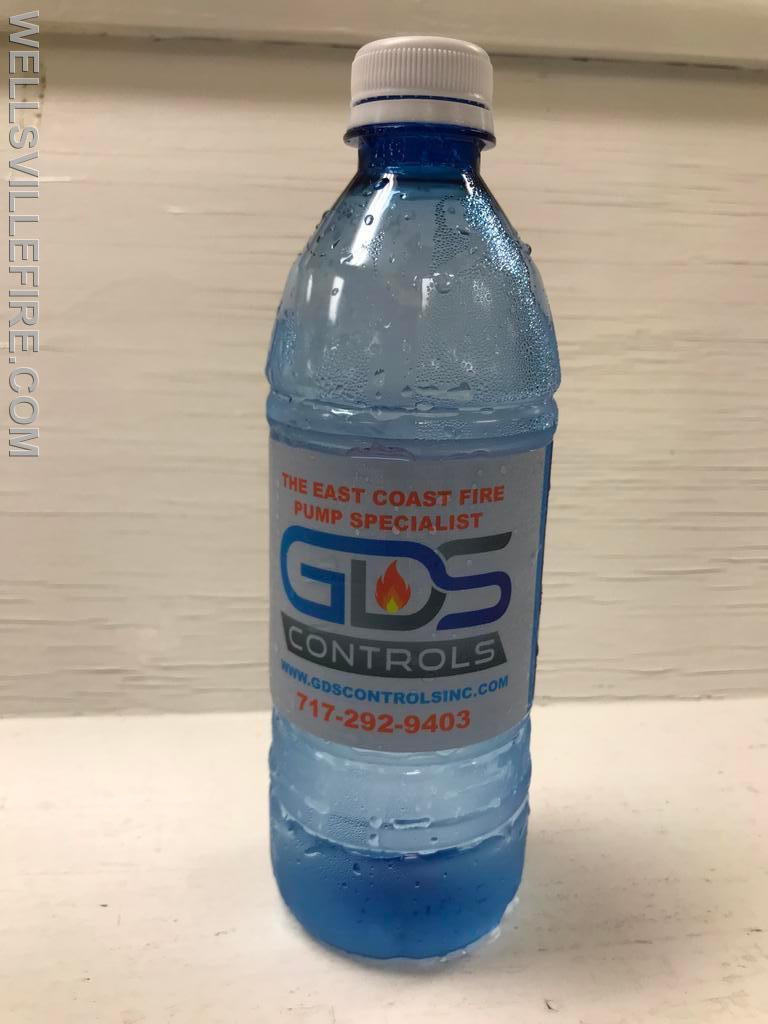 WELLSVILLEFIRE.COM
THE EAST COAST FIRE
PUMP SPECIALIST
GDS
CONTROLS
WWW.GDSCONTROLSINC.COM
717-292-9403